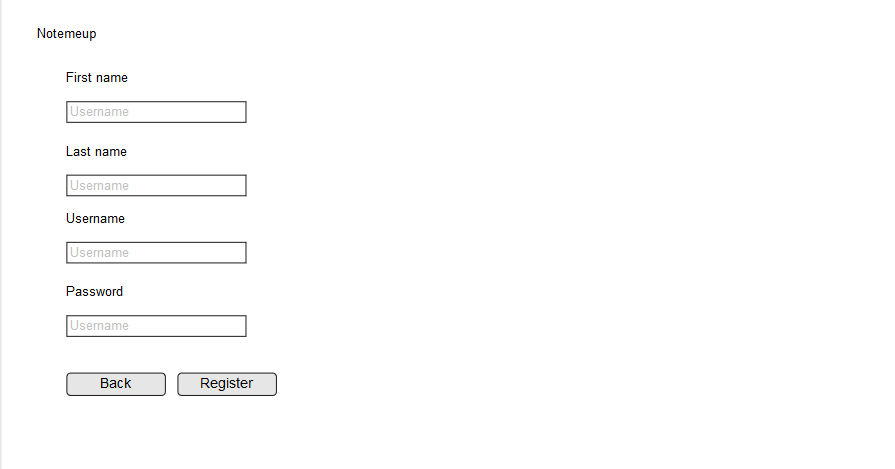 Notemeup
First name
Username
Last name
Username
Username
Username
Password
Username
Back Register